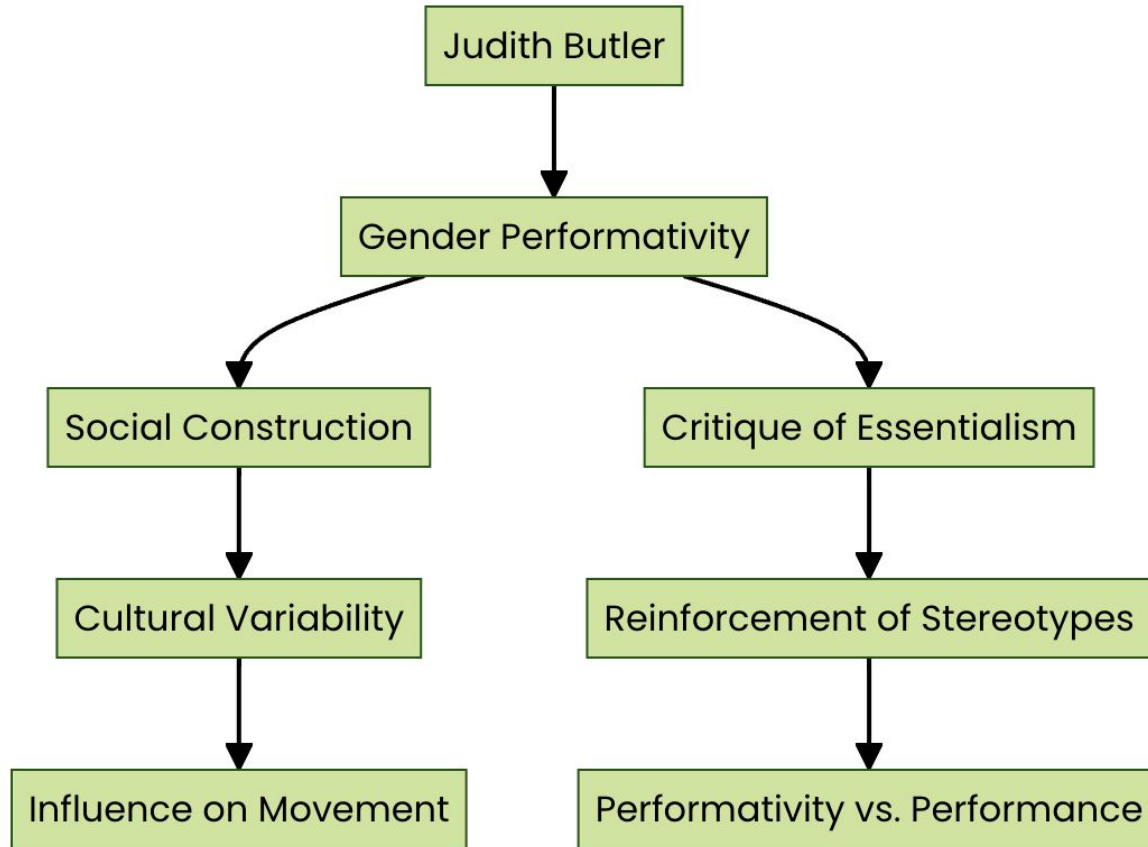 Judith Butler
Gender Performativity
Social Construction
Critique of Essentialism
Cultural Variability
Reinforcement of Stereotypes
Influence on Movement
Performativity vs. Performance